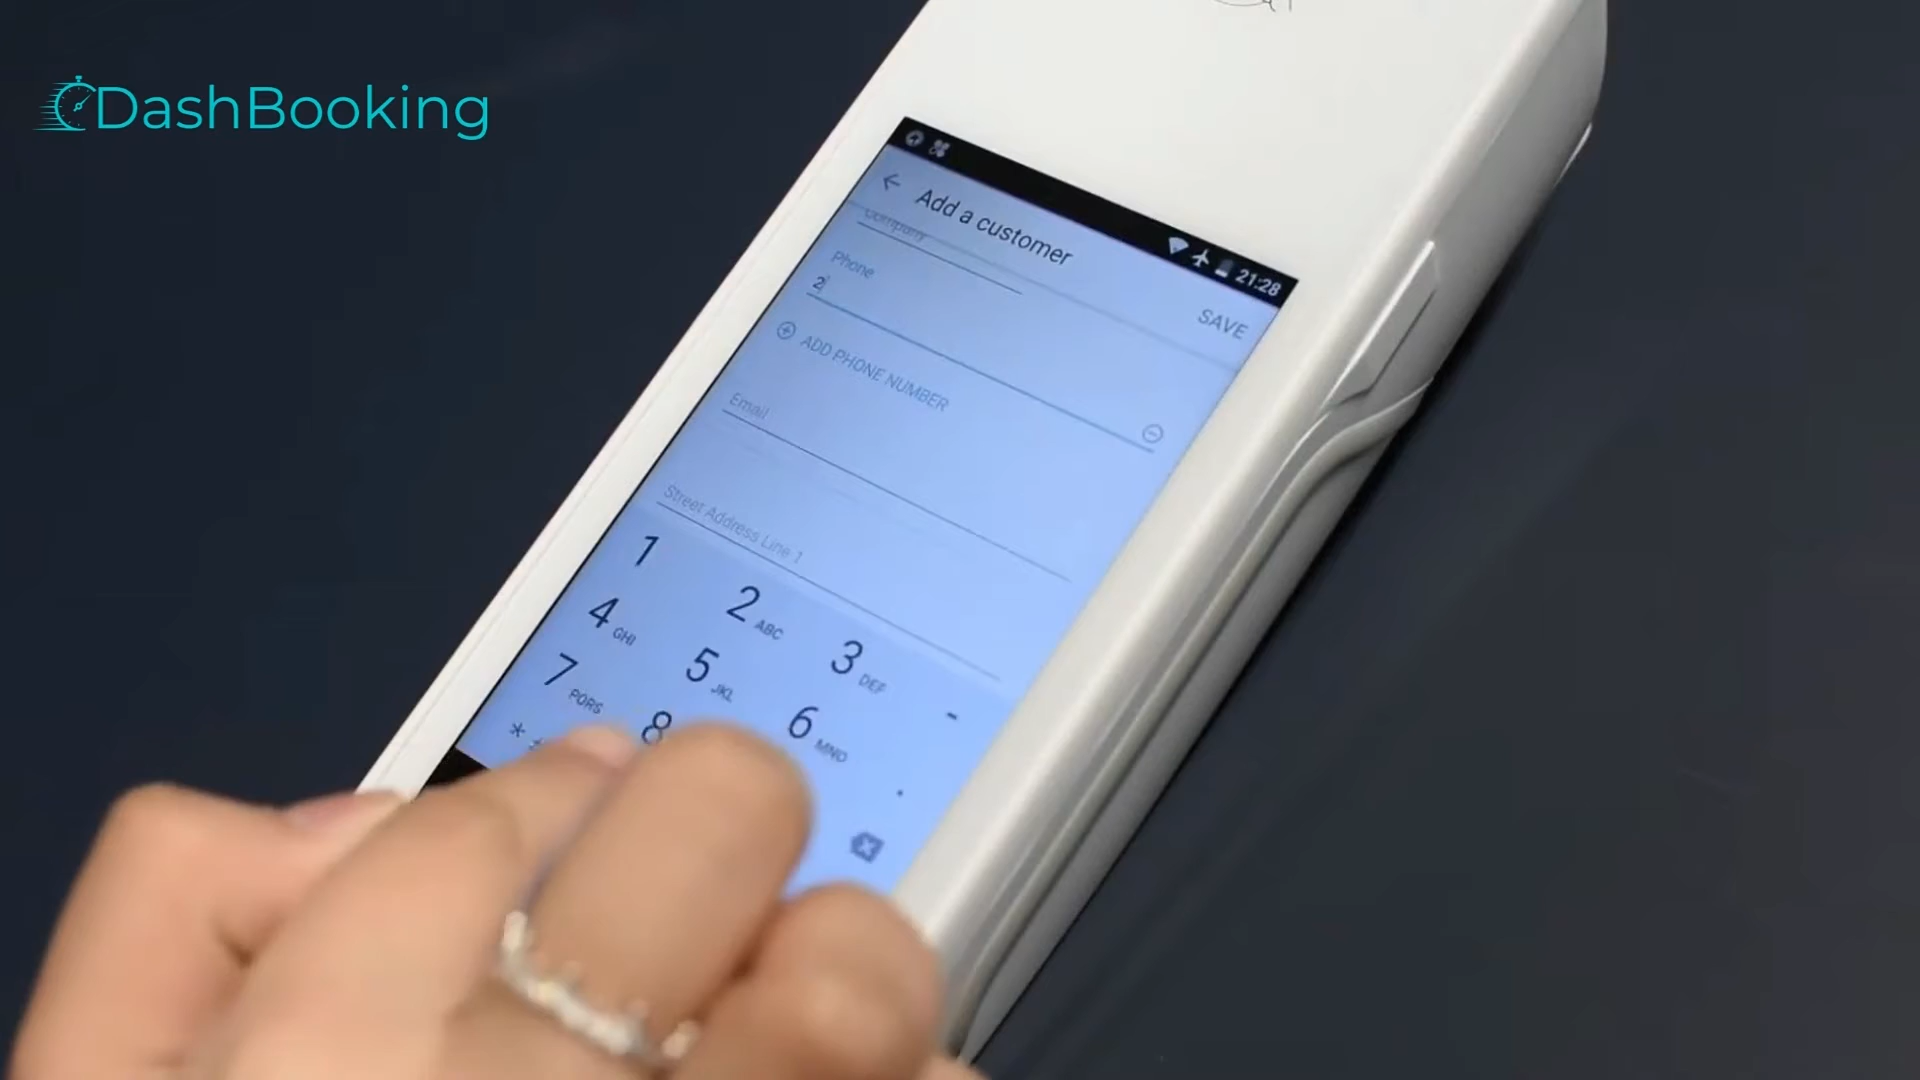 DashBooking
21:28
Add a customer
SAVE
Company
Phone
2
ADD PHONE NUMBER
Email
Street Address Line 1
1
2 ABC
3 DEF
-
4 GHI
5 JKL
6 MNO
.
7 PQRS
8
*